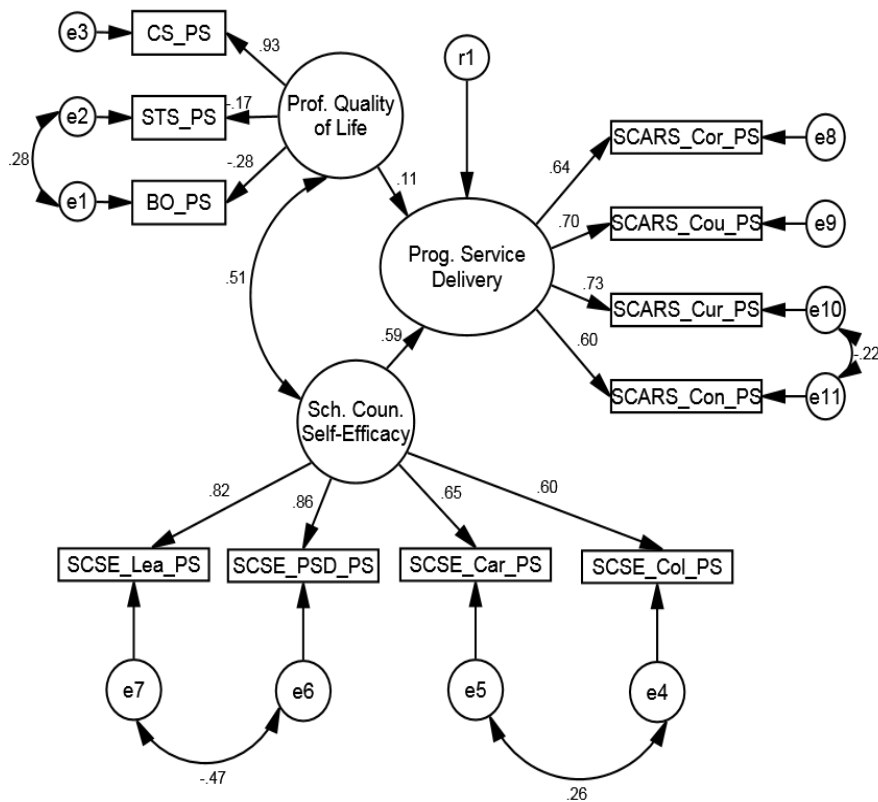 e3
CS_PS
.93
r1
Prof. Quality
of Life
e2
STS_PS
-.17
SCARS_Cor_PS
e8
.28
.64
-.28
e1
BO_PS
.11
.70
SCARS_Cou_PS
e9
Prog. Service
Delivery
.51
.73
SCARS_Cur_PS
e10
.59
.60
-.22
Sch. Coun.
Self-Efficacy
SCARS_Con_PS
e11
.82
.86
.65
.60
SCSE_Lea_PS
SCSE_PSD_PS
SCSE_Car_PS
SCSE_Col_PS
e7
e6
e5
e4
-.47
.26